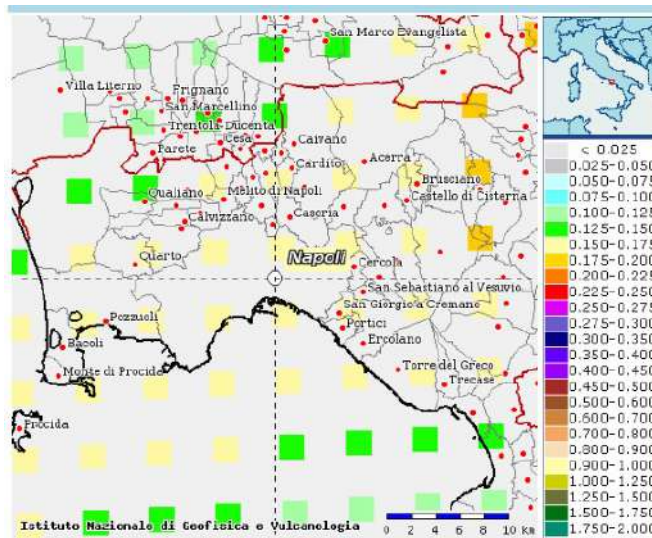 San Marco Evangelista
Villa Literno
Frignano
San Marcellino
Trentola-Ducenta
Cesa
Caivano
Parete
Cardito
Acerra
Brusciano
Qualiano
Melito di Napoli
Castello di Cisterna
Calvizzano
Casoria
Quarto
Napoli
Cercola
San Sebastiano al Vesuvio
San Giorgio a Cremano
Pozzuoli
Portici
Bacoli
Ercolano
Monte di Procida
Torre del Greco
Trecase
Procida
Istituto Nazionale di Geofisica e Vulcanologia
0 2 4 6 8 10 Km
< 0.025
0.025-0.050
0.050-0.075
0.075-0.100
0.100-0.125
0.125-0.150
0.150-0.175
0.175-0.200
0.200-0.225
0.225-0.250
0.250-0.275
0.275-0.300
0.300-0.350
0.350-0.400
0.400-0.450
0.450-0.500
0.500-0.600
0.600-0.700
0.700-0.800
0.800-0.900
0.900-1.000
1.000-1.250
1.250-1.500
1.500-1.750
1.750-2.000